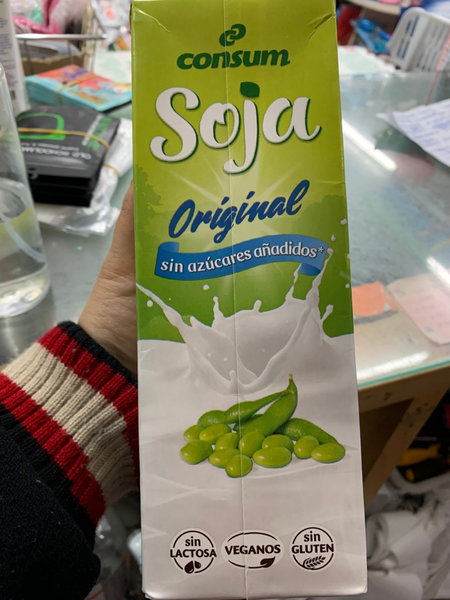 consum
Soja
Original
sin azúcares añadidos*
sin
LACTOSA
VEGANOS
sin
GLUTEN